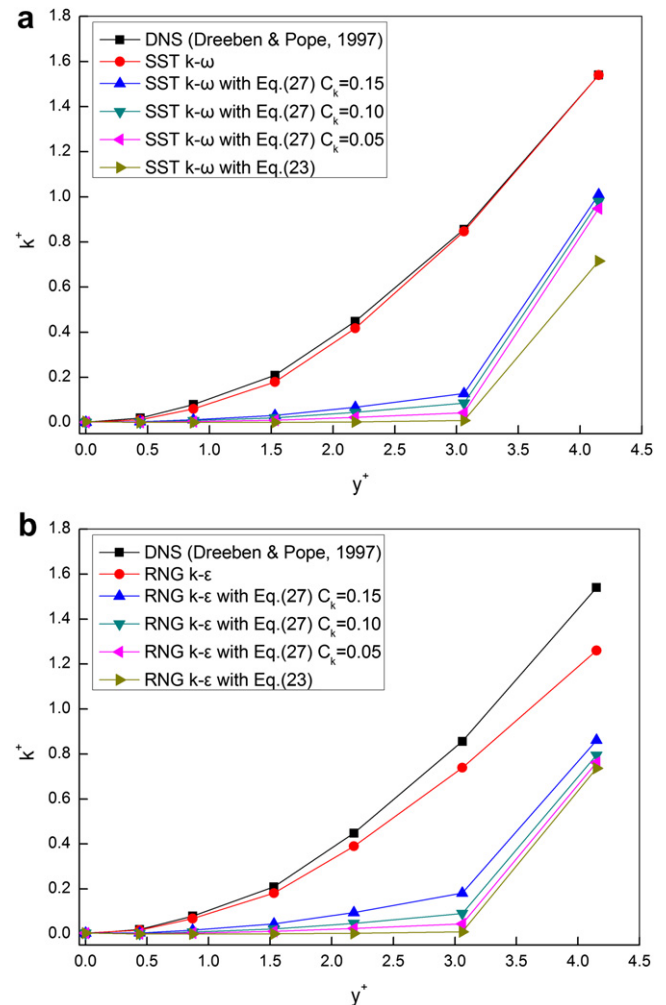 a
1.8
1.6
1.4
1.2
1.0
0.8
0.6
0.4
0.2
0.0
k+
DNS (Dreeben & Pope, 1997)
SST k-ω
SST k-ω with Eq.(27) Ck=0.15
SST k-ω with Eq.(27) Ck=0.10
SST k-ω with Eq.(27) Ck=0.05
SST k-ω with Eq.(23)
0.0 0.5 1.0 1.5 2.0 2.5 3.0 3.5 4.0 4.5
y+
b
1.8
1.6
1.4
1.2
1.0
0.8
0.6
0.4
0.2
0.0
k+
DNS (Dreeben & Pope, 1997)
RNG k-ε
RNG k-ε with Eq.(27) Ck=0.15
RNG k-ε with Eq.(27) Ck=0.10
RNG k-ε with Eq.(27) Ck=0.05
RNG k-ε with Eq.(23)
0.0 0.5 1.0 1.5 2.0 2.5 3.0 3.5 4.0 4.5
y+